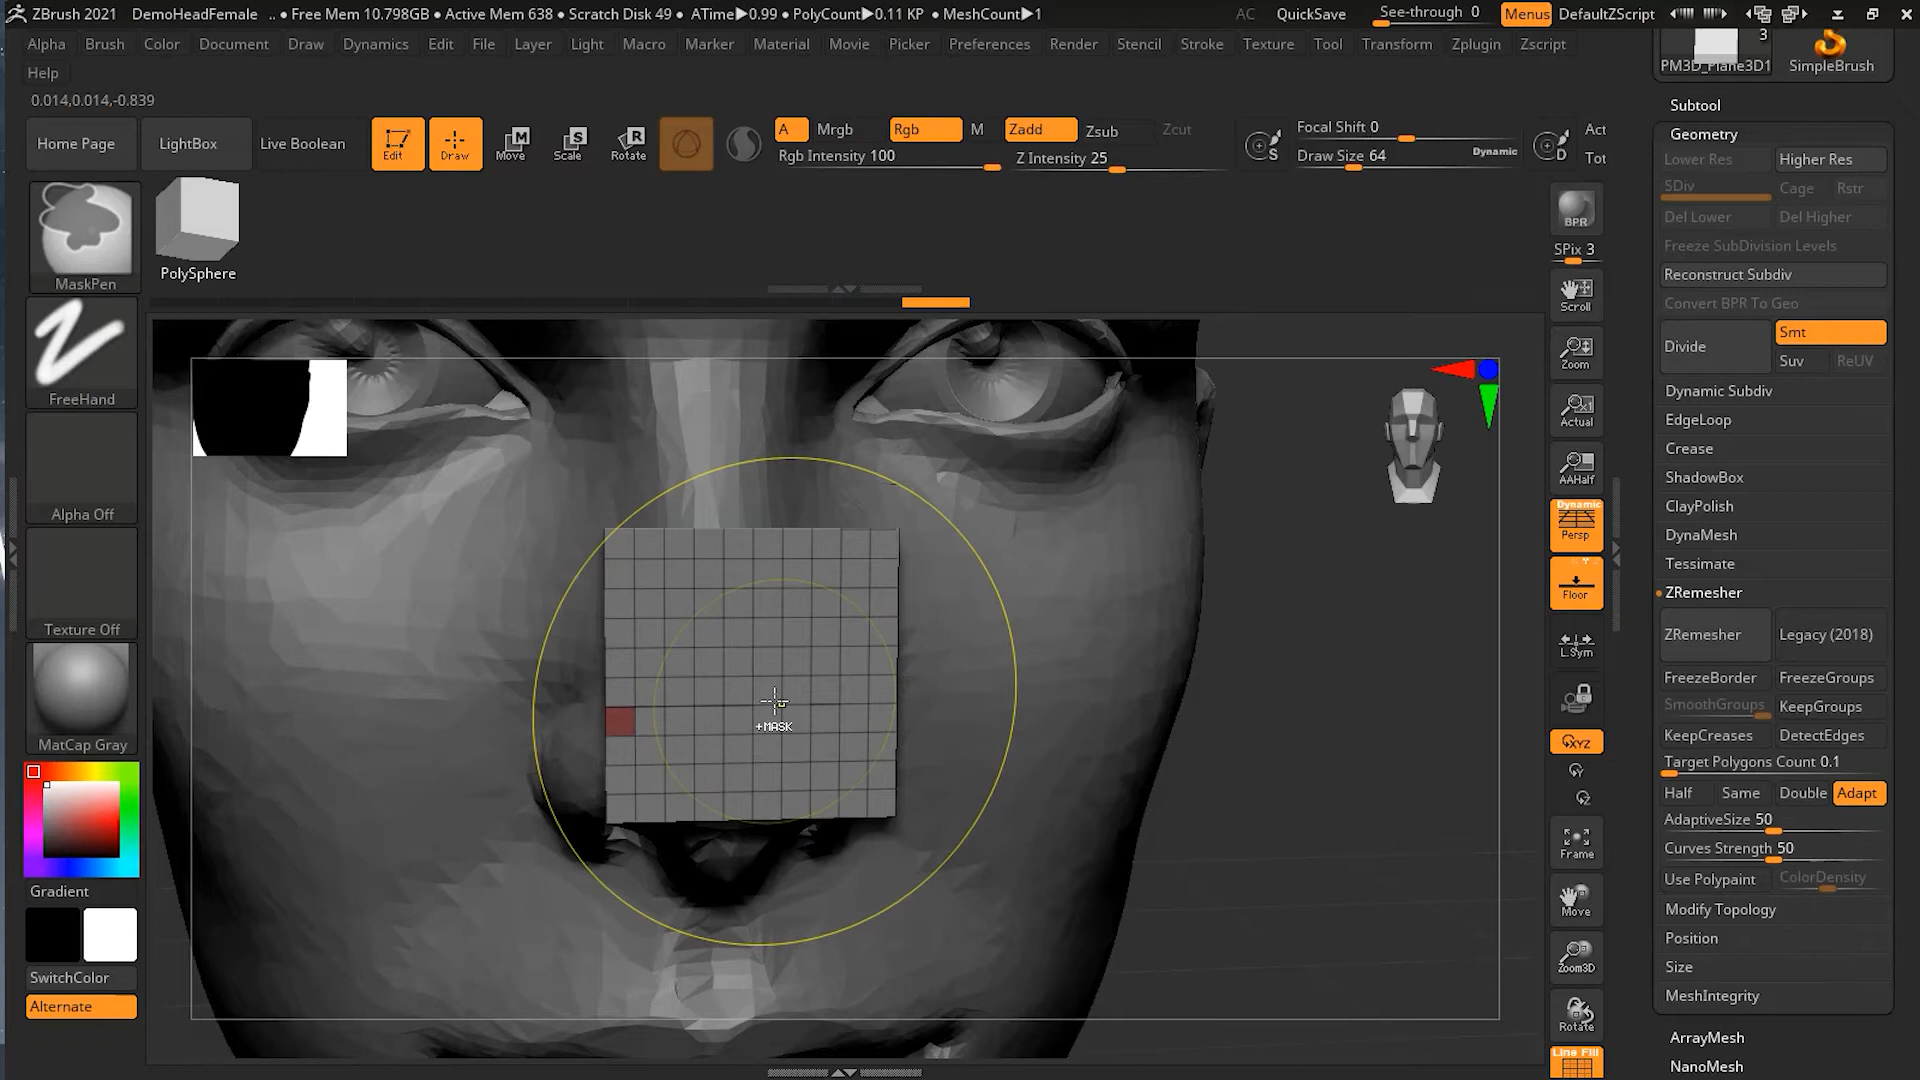 ZBrush 2021 DemoHeadFemale .. • Free Mem 10.798GB • Active Mem 638 • Scratch Disk 49 • ATime▶0.99 • PolyCount▶0.11 KP • MeshCount▶1 AC QuickSave See-through 0 Menus DefaultZScript
Alpha Brush Color Document Draw Dynamics Edit File Layer Light Macro Marker Material Movie Picker Preferences Render Stencil Stroke Texture Tool Transform Zplugin Zscript
Help
0.014,0.014,-0.839
Home Page LightBox Live Boolean Edit Draw Move Scale Rotate
M S R
A Mrgb Rgb M Zadd Zsub Zcut
Rgb Intensity 100 Z Intensity 25
S Focal Shift 0
Draw Size 64 Dynamic D
Act
Tot
MaskPen
PolySphere
FreeHand
Alpha Off
Texture Off
MatCap Gray
Gradient
SwitchColor
Alternate
+MASK
BPR
SPix 3
Scroll
Zoom
Actual
AAHalf
Dynamic
Persp
Floor
L.Sym
XYZ
Frame
Move
Zoom3D
Rotate
Line Fill
3
PM3D_Plane3D1 SimpleBrush
Subtool
Geometry
Lower Res Higher Res
SDiv Cage Rstr
Del Lower Del Higher
Freeze SubDivision Levels
Reconstruct Subdiv
Convert BPR To Geo
Divide Smt
Suv ReUV
Dynamic Subdiv
EdgeLoop
Crease
ShadowBox
ClayPolish
DynaMesh
Tessimate
ZRemesher
ZRemesher Legacy (2018)
FreezeBorder FreezeGroups
SmoothGroups KeepGroups
KeepCreases DetectEdges
Target Polygons Count 0.1
Half Same Double Adapt
AdaptiveSize 50
Curves Strength 50
Use Polypaint ColorDensity
Modify Topology
Position
Size
MeshIntegrity
ArrayMesh
NanoMesh